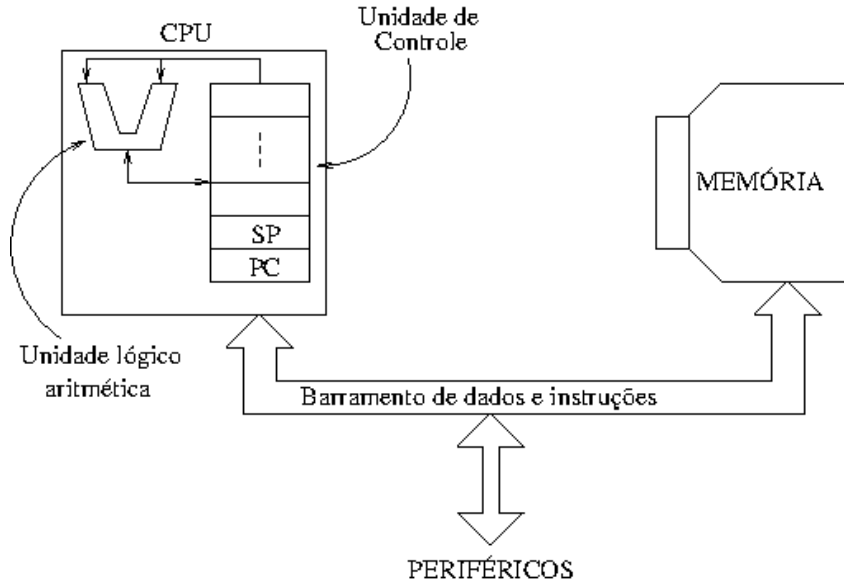 Unidade de
Controle
CPU
MEMÓRIA
SP
PC
Unidade lógico
aritmética
Barramento de dados e instruções
PERIFÉRICOS